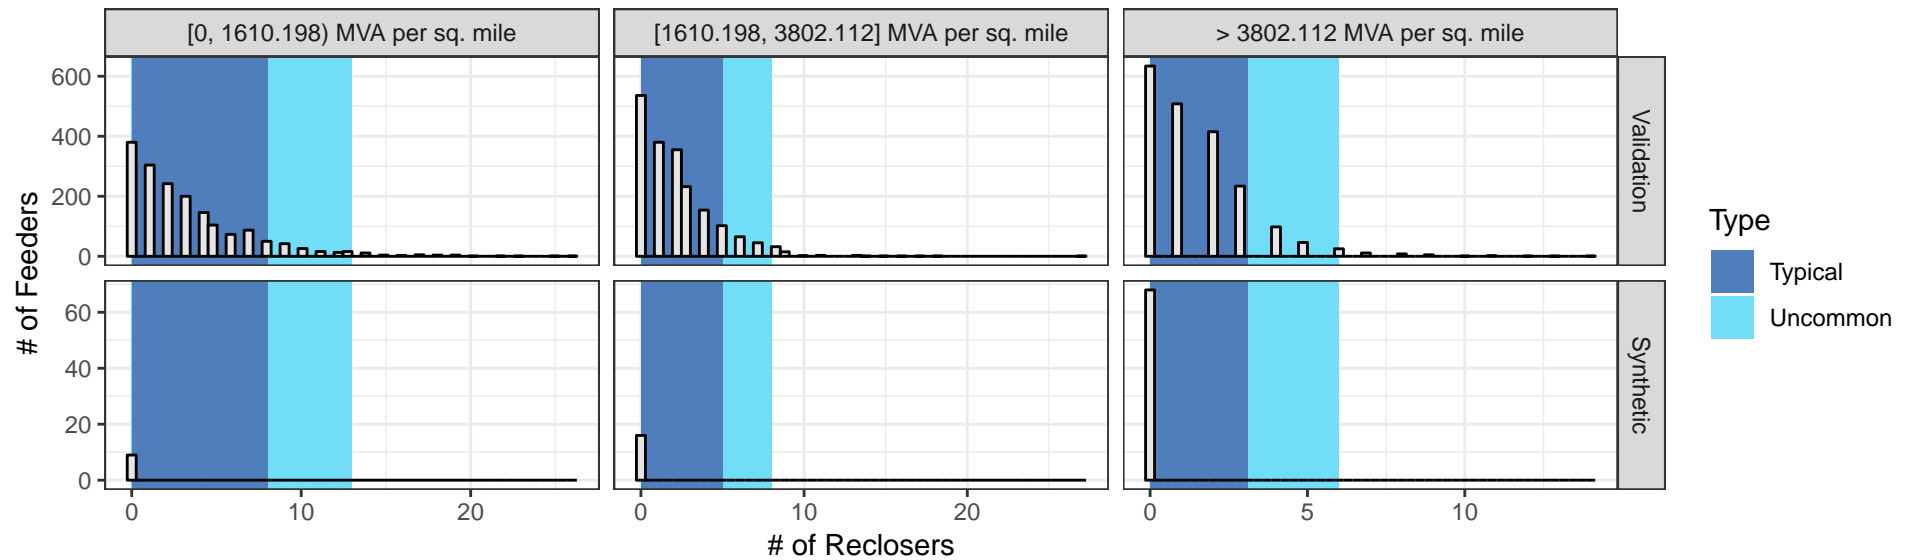 [0, 1610.198) MVA per sq. mile
[1610.198, 3802.112] MVA per sq. mile
> 3802.112 MVA per sq. mile
# of Feeders
600
400
200
0
Validation
60
40
20
0
Synthetic
0 10 20
0 10 20
0 5 10
# of Reclosers
Type
Typical
Uncommon